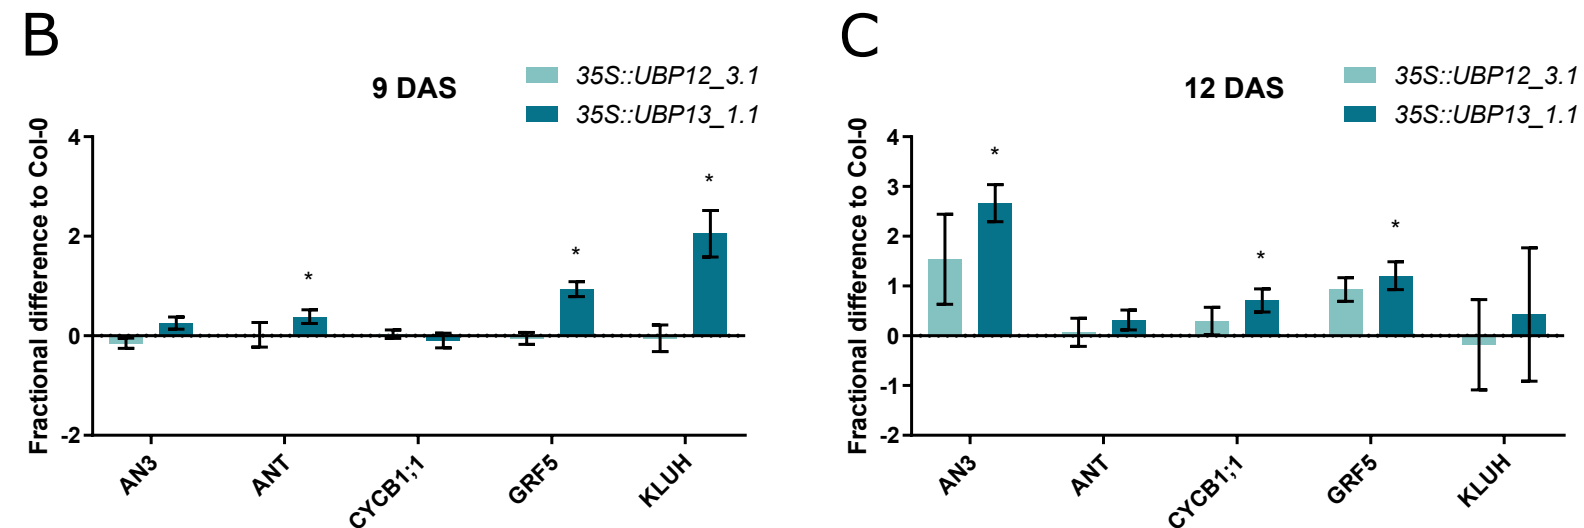 B
9 DAS
35S::UBP12_3.1
35S::UBP13_1.1
Fractional difference to Col-0
4
2
0
-2
*
*
*
AN3
ANT
CYCB1;1
GRF5
KLUH
C
12 DAS
35S::UBP12_3.1
35S::UBP13_1.1
Fractional difference to Col-0
4
3
2
1
0
-1
-2
*
*
*
AN3
ANT
CYCB1;1
GRF5
KLUH